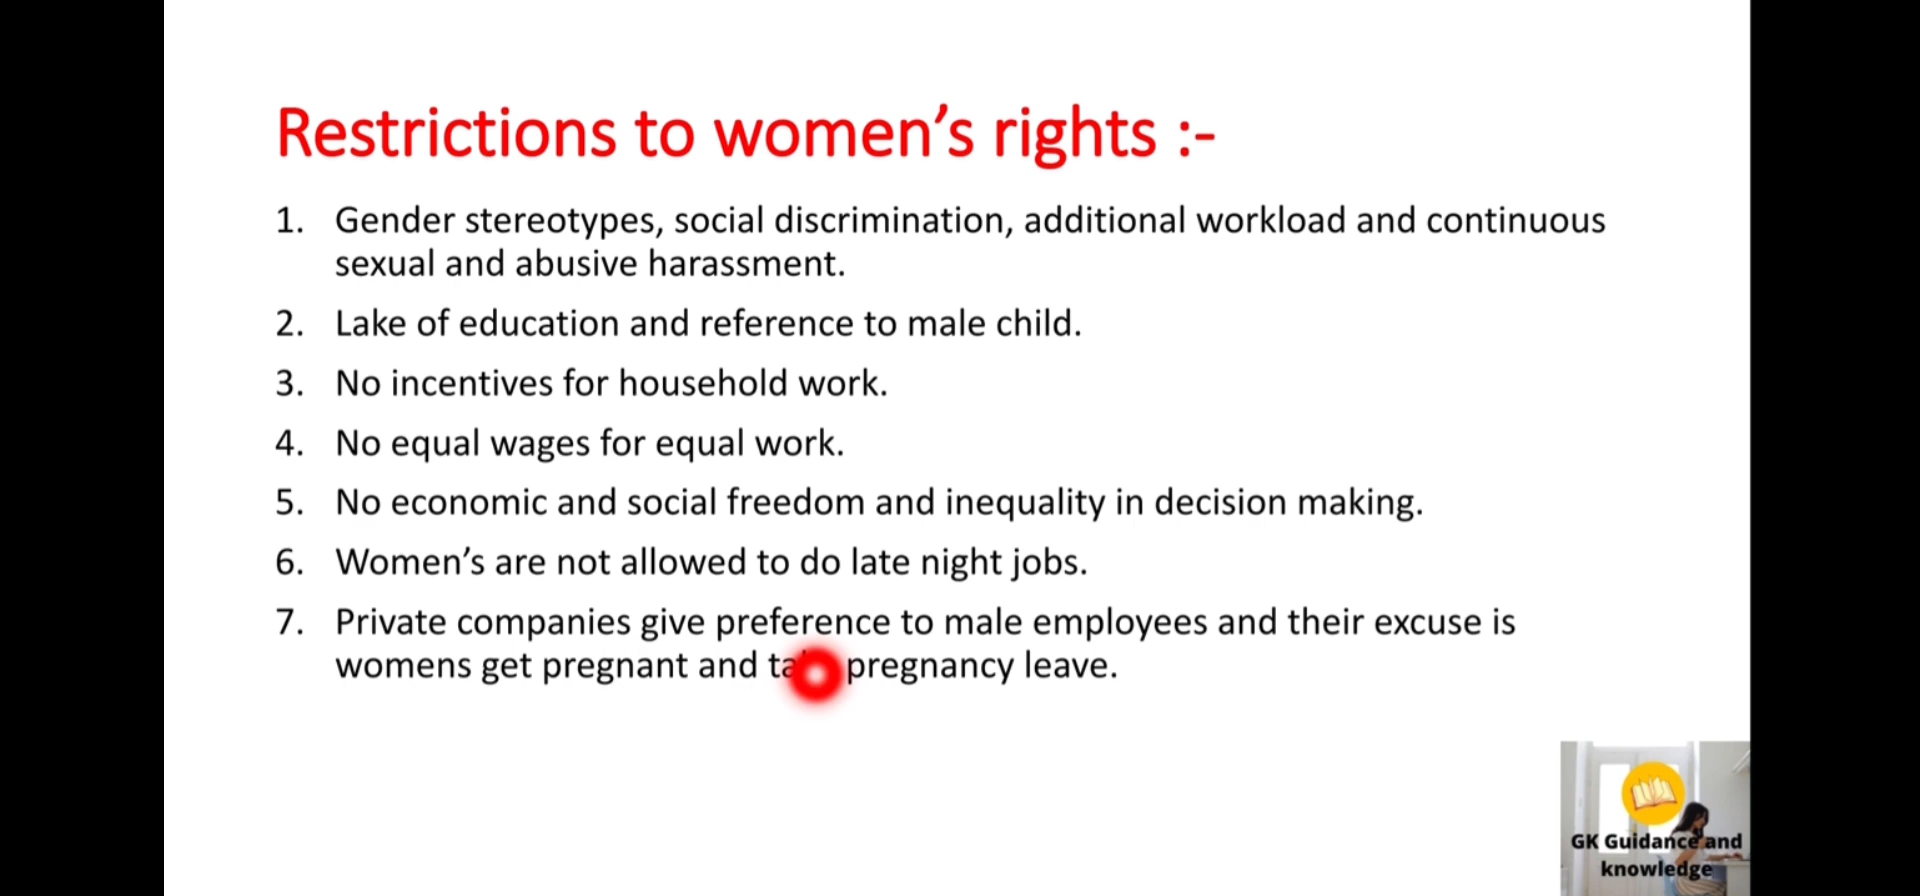 Restrictions to women’s rights :-
1. Gender stereotypes, social discrimination, additional workload and continuous
sexual and abusive harassment.
2. Lake of education and reference to male child.
3. No incentives for household work.
4. No equal wages for equal work.
5. No economic and social freedom and inequality in decision making.
6. Women’s are not allowed to do late night jobs.
7. Private companies give preference to male employees and their excuse is
womens get pregnant and pregnancy leave.
GK Guidance and
knowledge